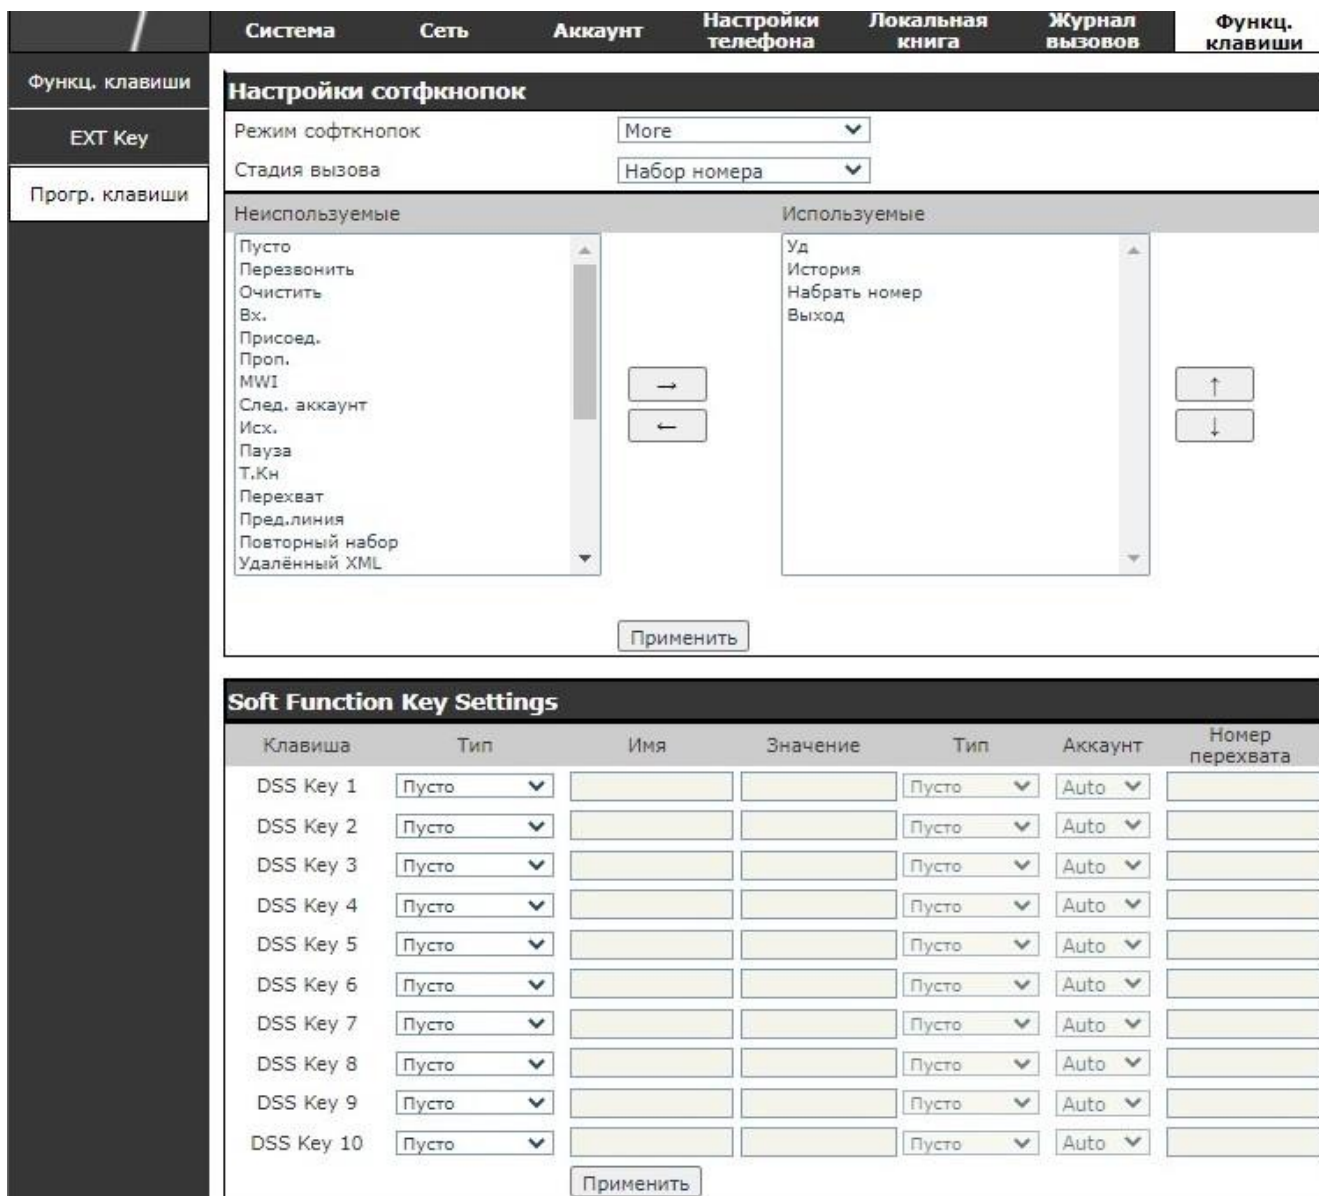 Система Сеть Аккаунт Настройки телефона Локальная книга Журнал вызовов Функц. клавиши
Функц. клавиши
EXT Key
Прогр. клавиши
Настройки сотфкнопок
Режим софткнопок More
Стадия вызова Набор номера
Неиспользуемые Используемые
Пусто
Перезвонить
Очистить
Вх.
Присоед.
Проп.
MWI
След. аккаунт
Исх.
Пауза
Т.Кн
Перехват
Пред.линия
Повторный набор
Удалённый XML
→
←
Уд
История
Набрать номер
Выход
↑
↓
Применить
Soft Function Key Settings
Клавиша Тип Имя Значение Тип Аккаунт Номер перехвата
DSS Key 1 Пусто Пусто Auto
DSS Key 2 Пусто Пусто Auto
DSS Key 3 Пусто Пусто Auto
DSS Key 4 Пусто Пусто Auto
DSS Key 5 Пусто Пусто Auto
DSS Key 6 Пусто Пусто Auto
DSS Key 7 Пусто Пусто Auto
DSS Key 8 Пусто Пусто Auto
DSS Key 9 Пусто Пусто Auto
DSS Key 10 Пусто Пусто Auto
Применить